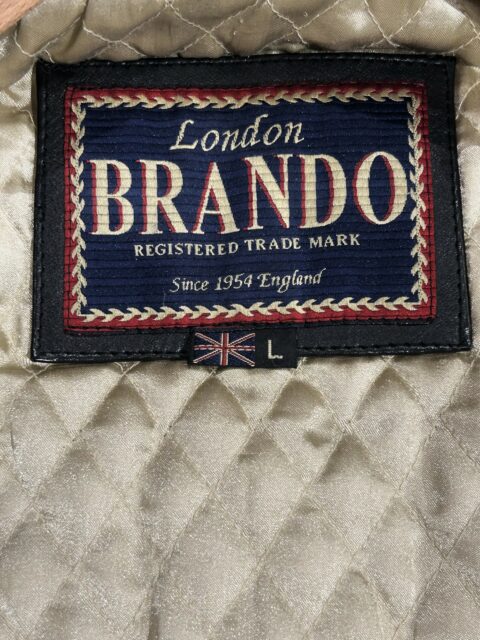 London
BRANDO
REGISTERED TRADE MARK
Since 1954 England
L